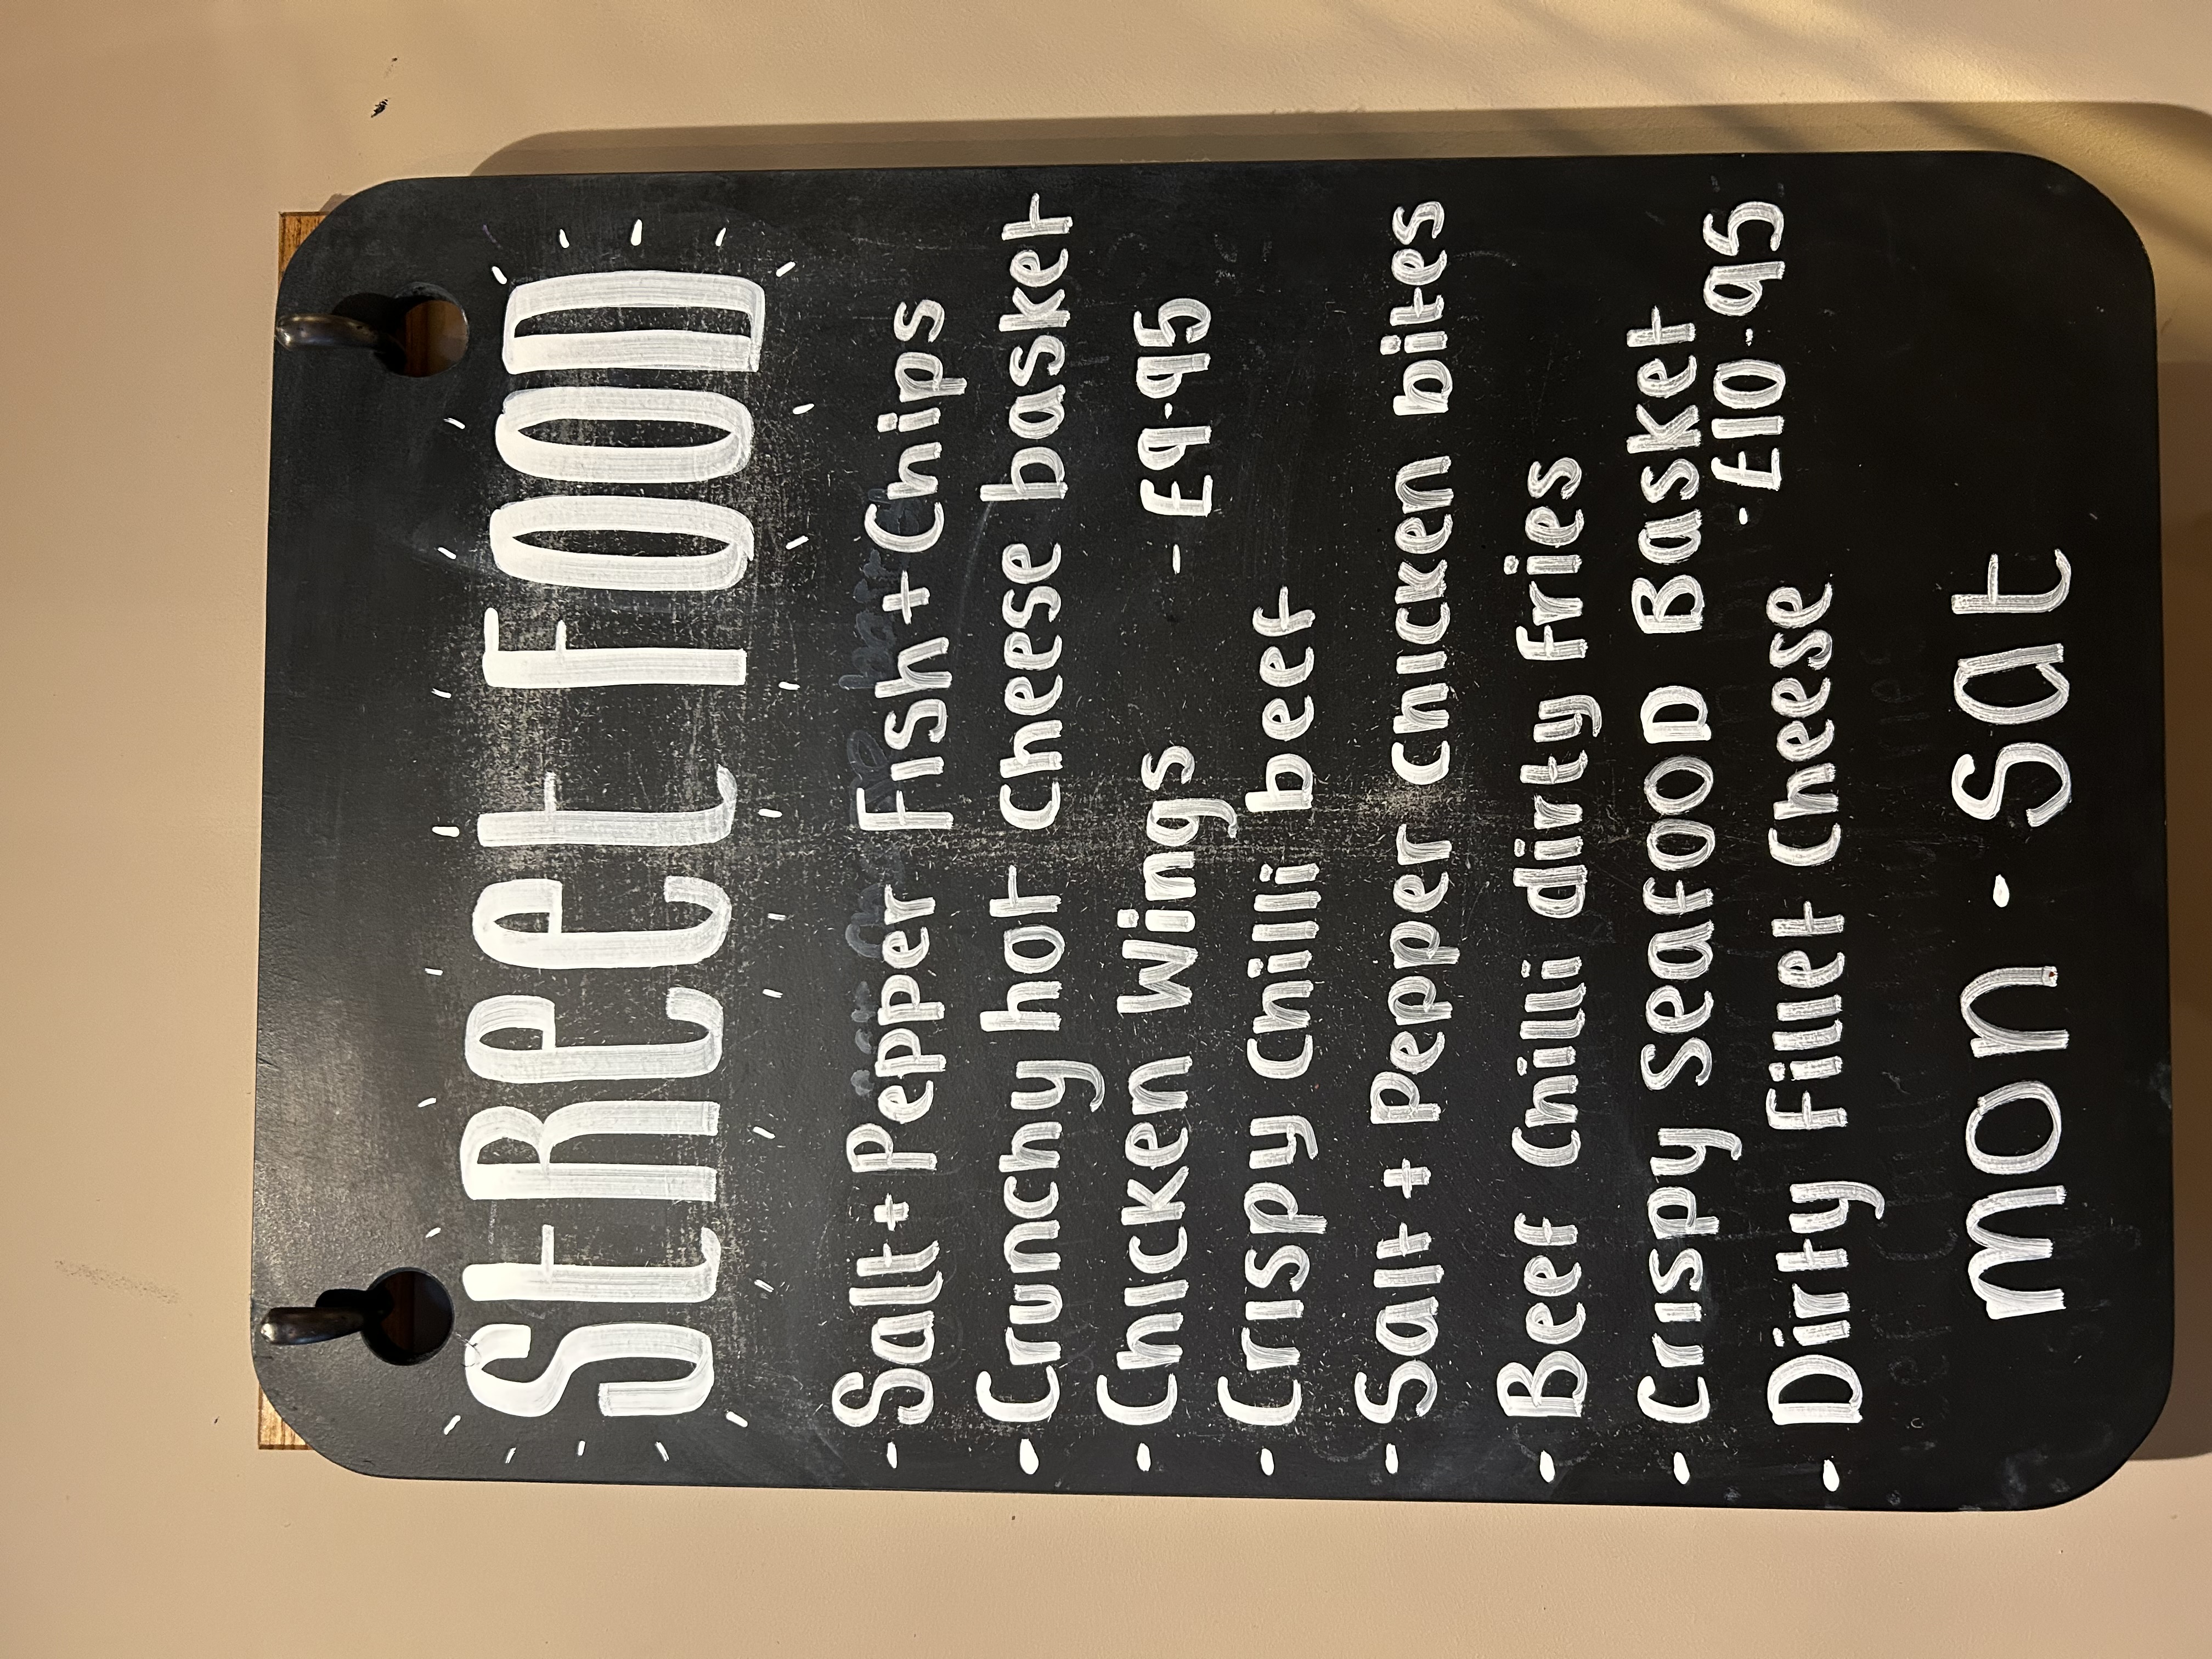 StReet FOOD
- Salt + Pepper Fish + Chips
- Crunchy hot cheese basket
- Chicken Wings - £9.95
- Crispy Chilli beef
- Salt + Pepper chicken bites
- Beef Chilli dirty fries
- Crispy SeafOOD Basket
- £10.95
- Dirty Fillet Cheese
mon - Sat